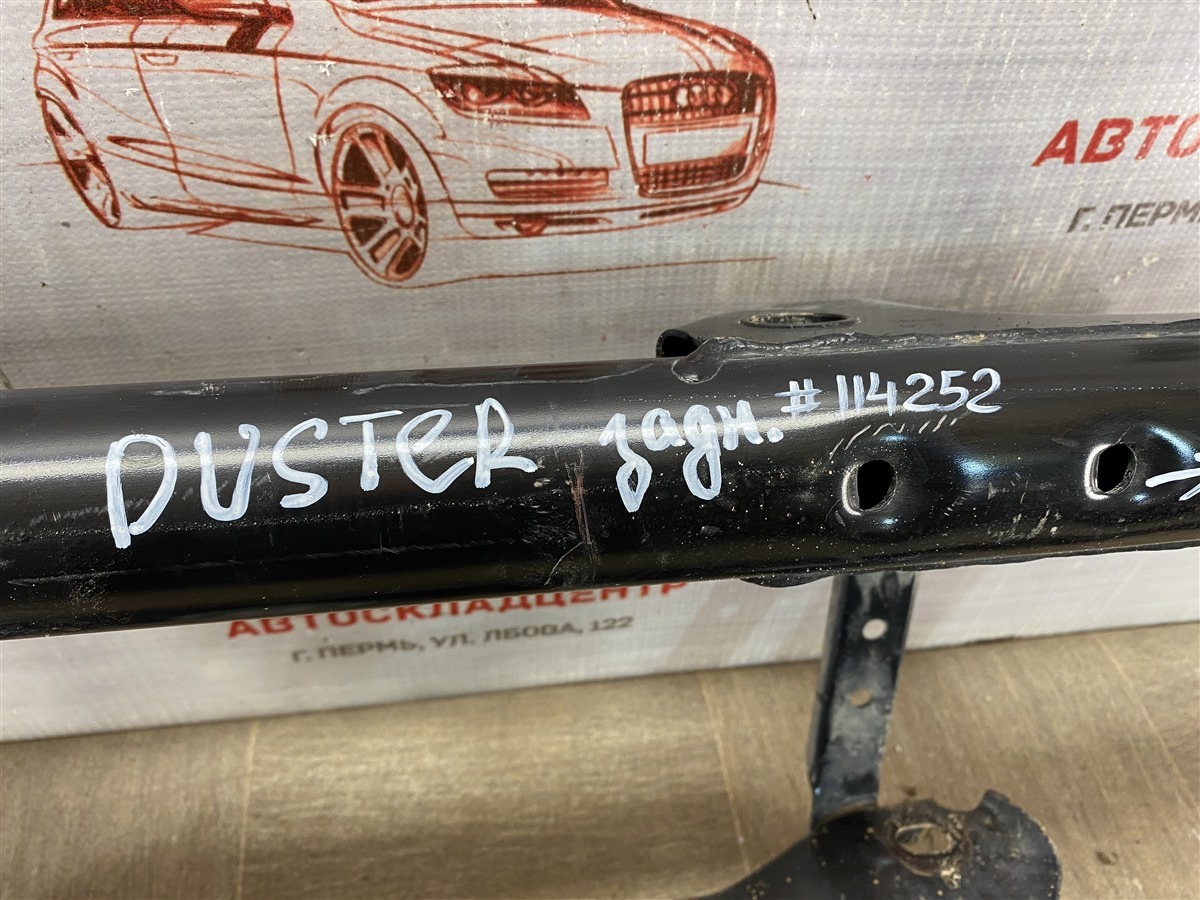 АВТО
Г. ПЕРМ
DUSTER задн. #114252
АВТОСКЛАДЦЕНТР
Г. ПЕРМЬ, УЛ. ЛБОВА, 122